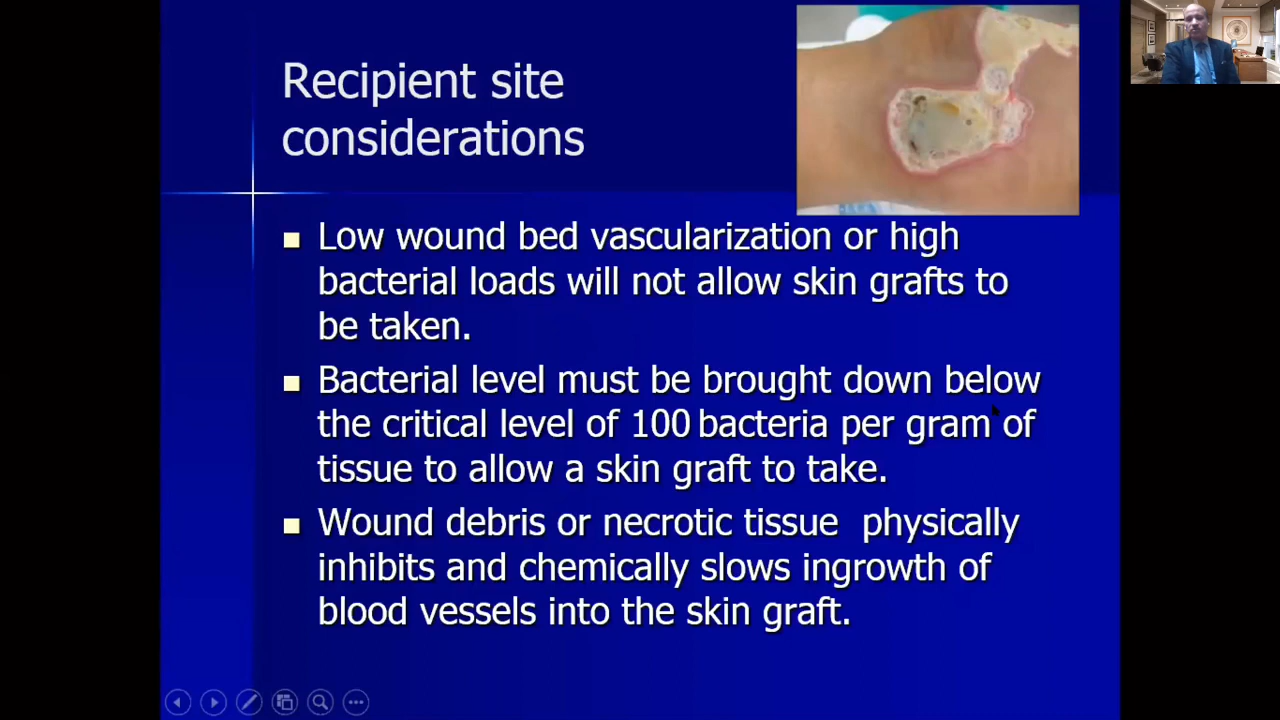 Recipient site
considerations
Low wound bed vascularization or high
bacterial loads will not allow skin grafts to
be taken.
Bacterial level must be brought down below
the critical level of 100 bacteria per gram of
tissue to allow a skin graft to take.
Wound debris or necrotic tissue physically
inhibits and chemically slows ingrowth of
blood vessels into the skin graft.